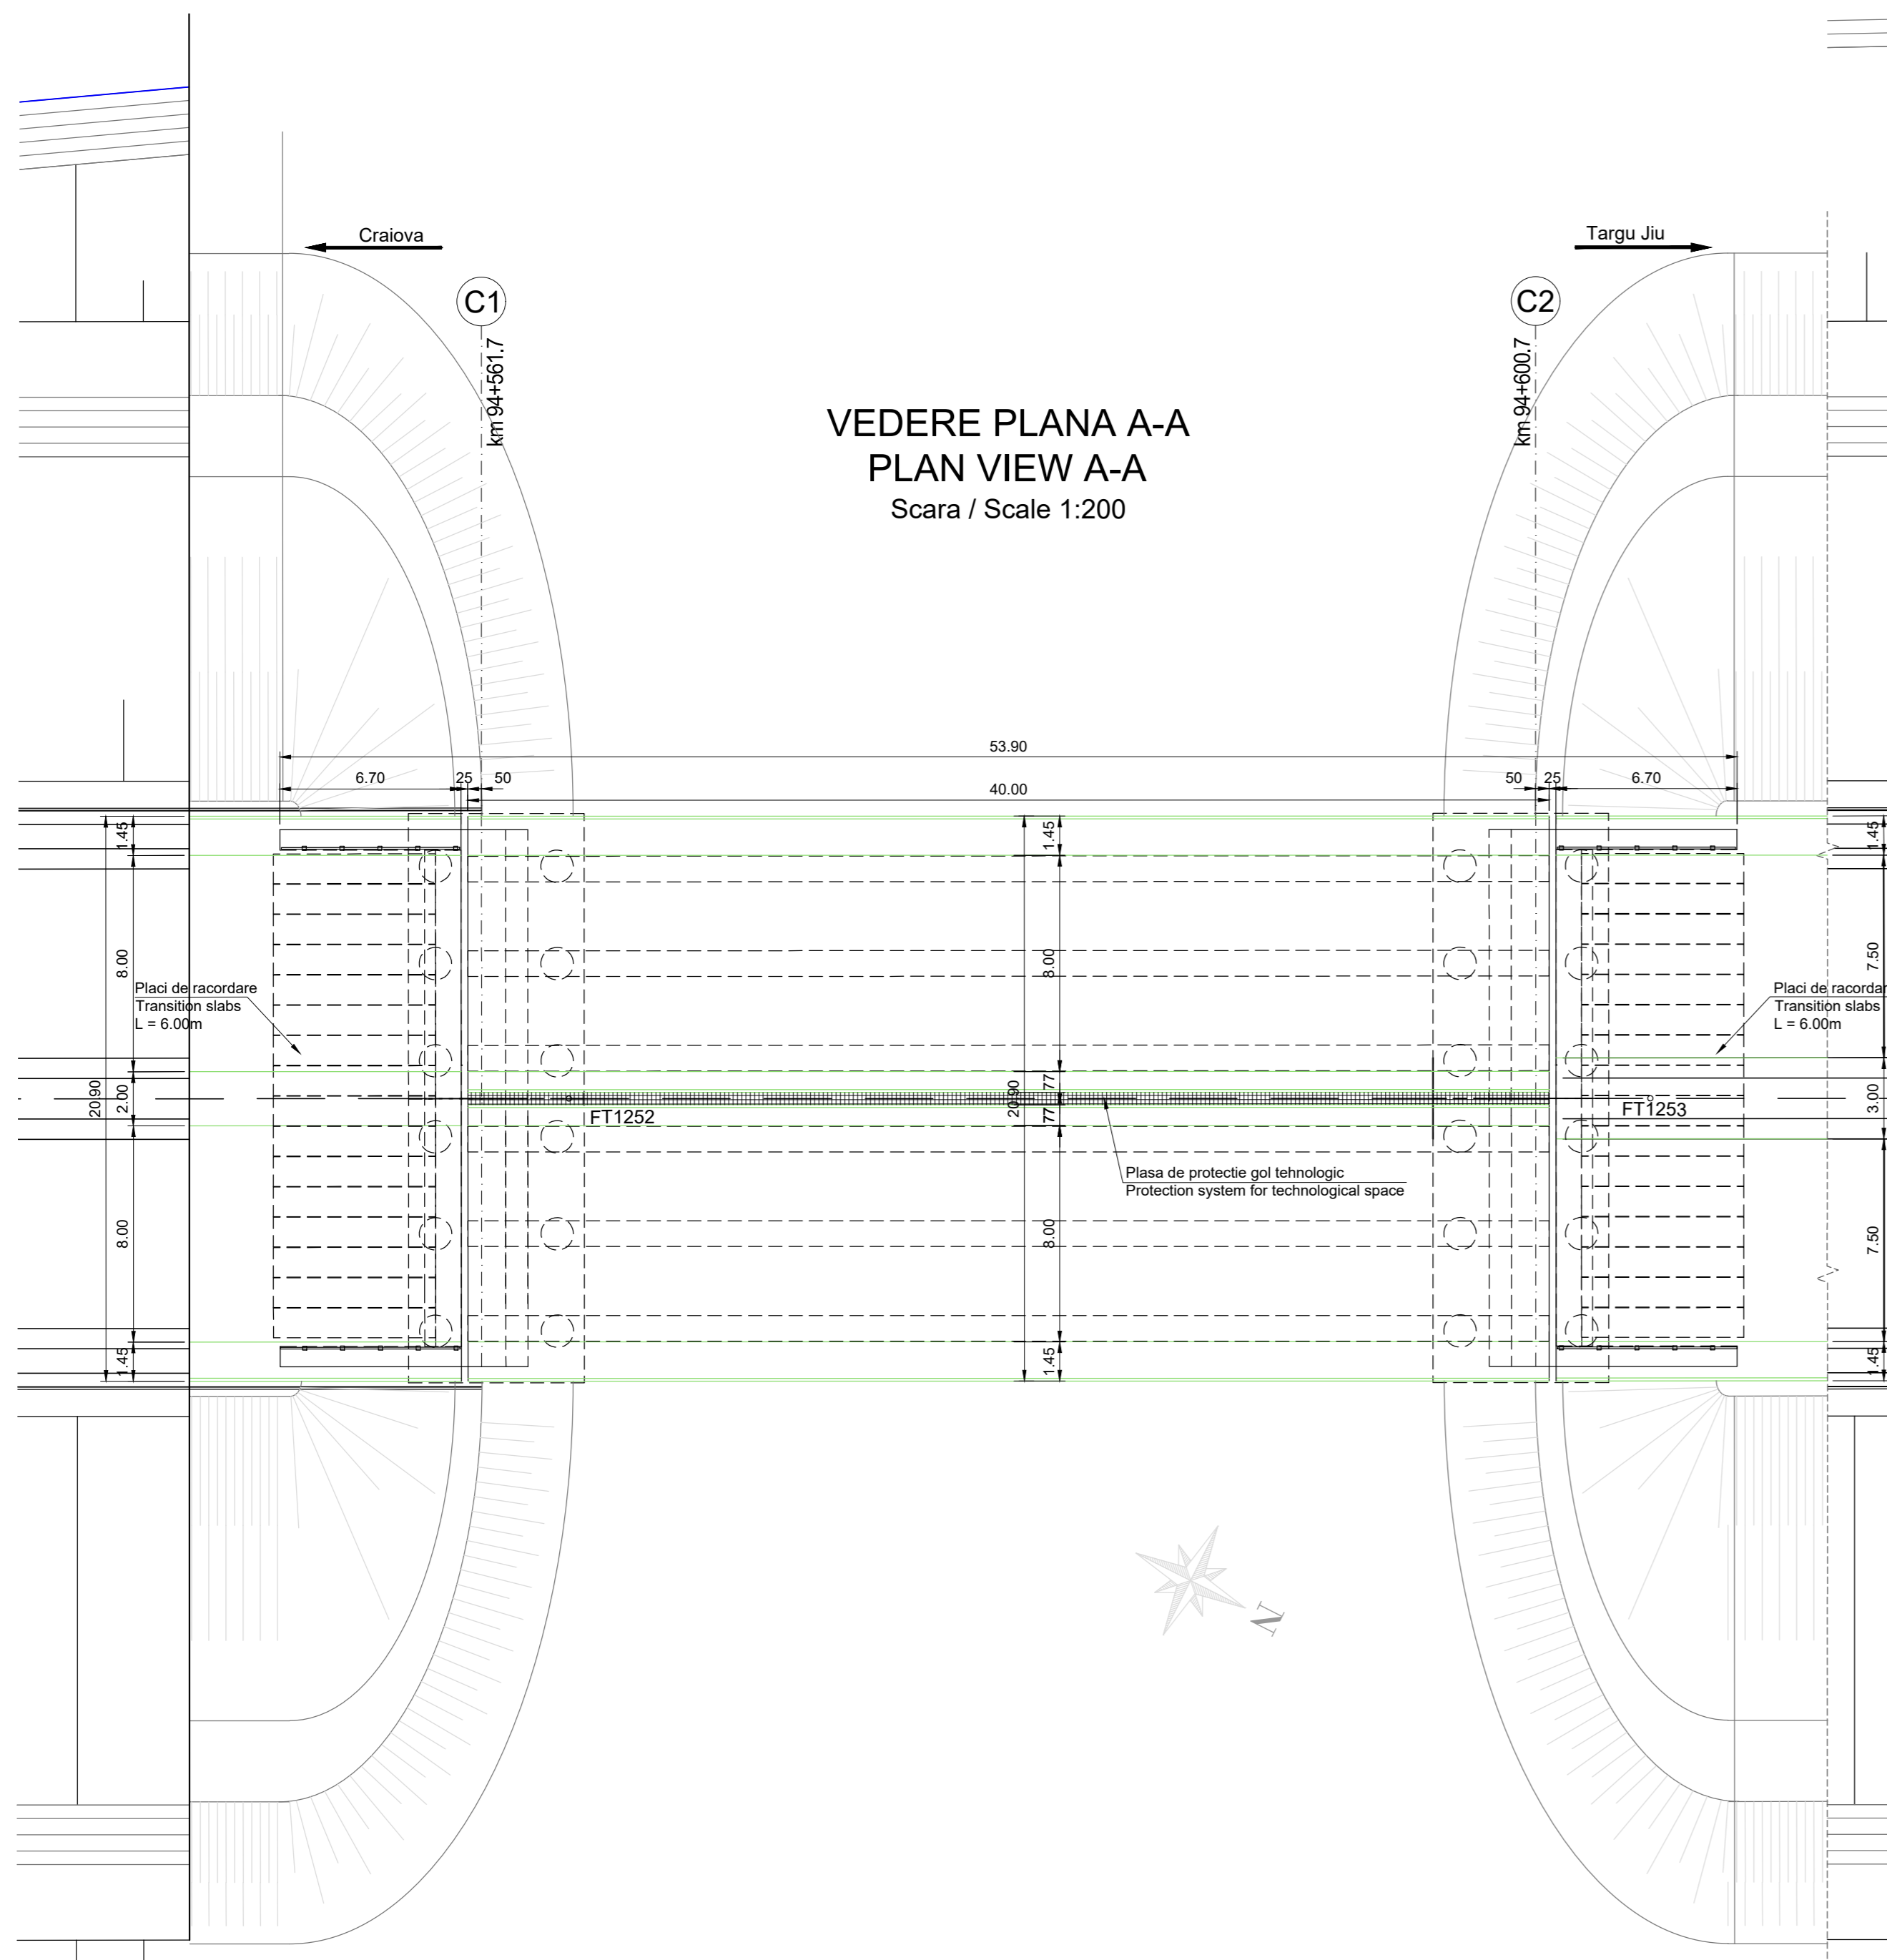 Craiova
Targu Jiu
C1
C2
km 94+561.7
km 94+600.7
VEDERE PLANA A-A
PLAN VIEW A-A
Scara / Scale 1:200
53.90
6.70
25
50
40.00
50
25
6.70
1.45
1.45
1.45
8.00
8.00
7.50
Placi de racordare
Transition slabs
L = 6.00m
Placi de racordar
Transition slabs
L = 6.00m
20.90
2.00
20.90
77
77
3.00
FT1252
FT1253
Plasa de protectie gol tehnologic
Protection system for technological space
8.00
8.00
7.50
1.45
1.45
1.45
N